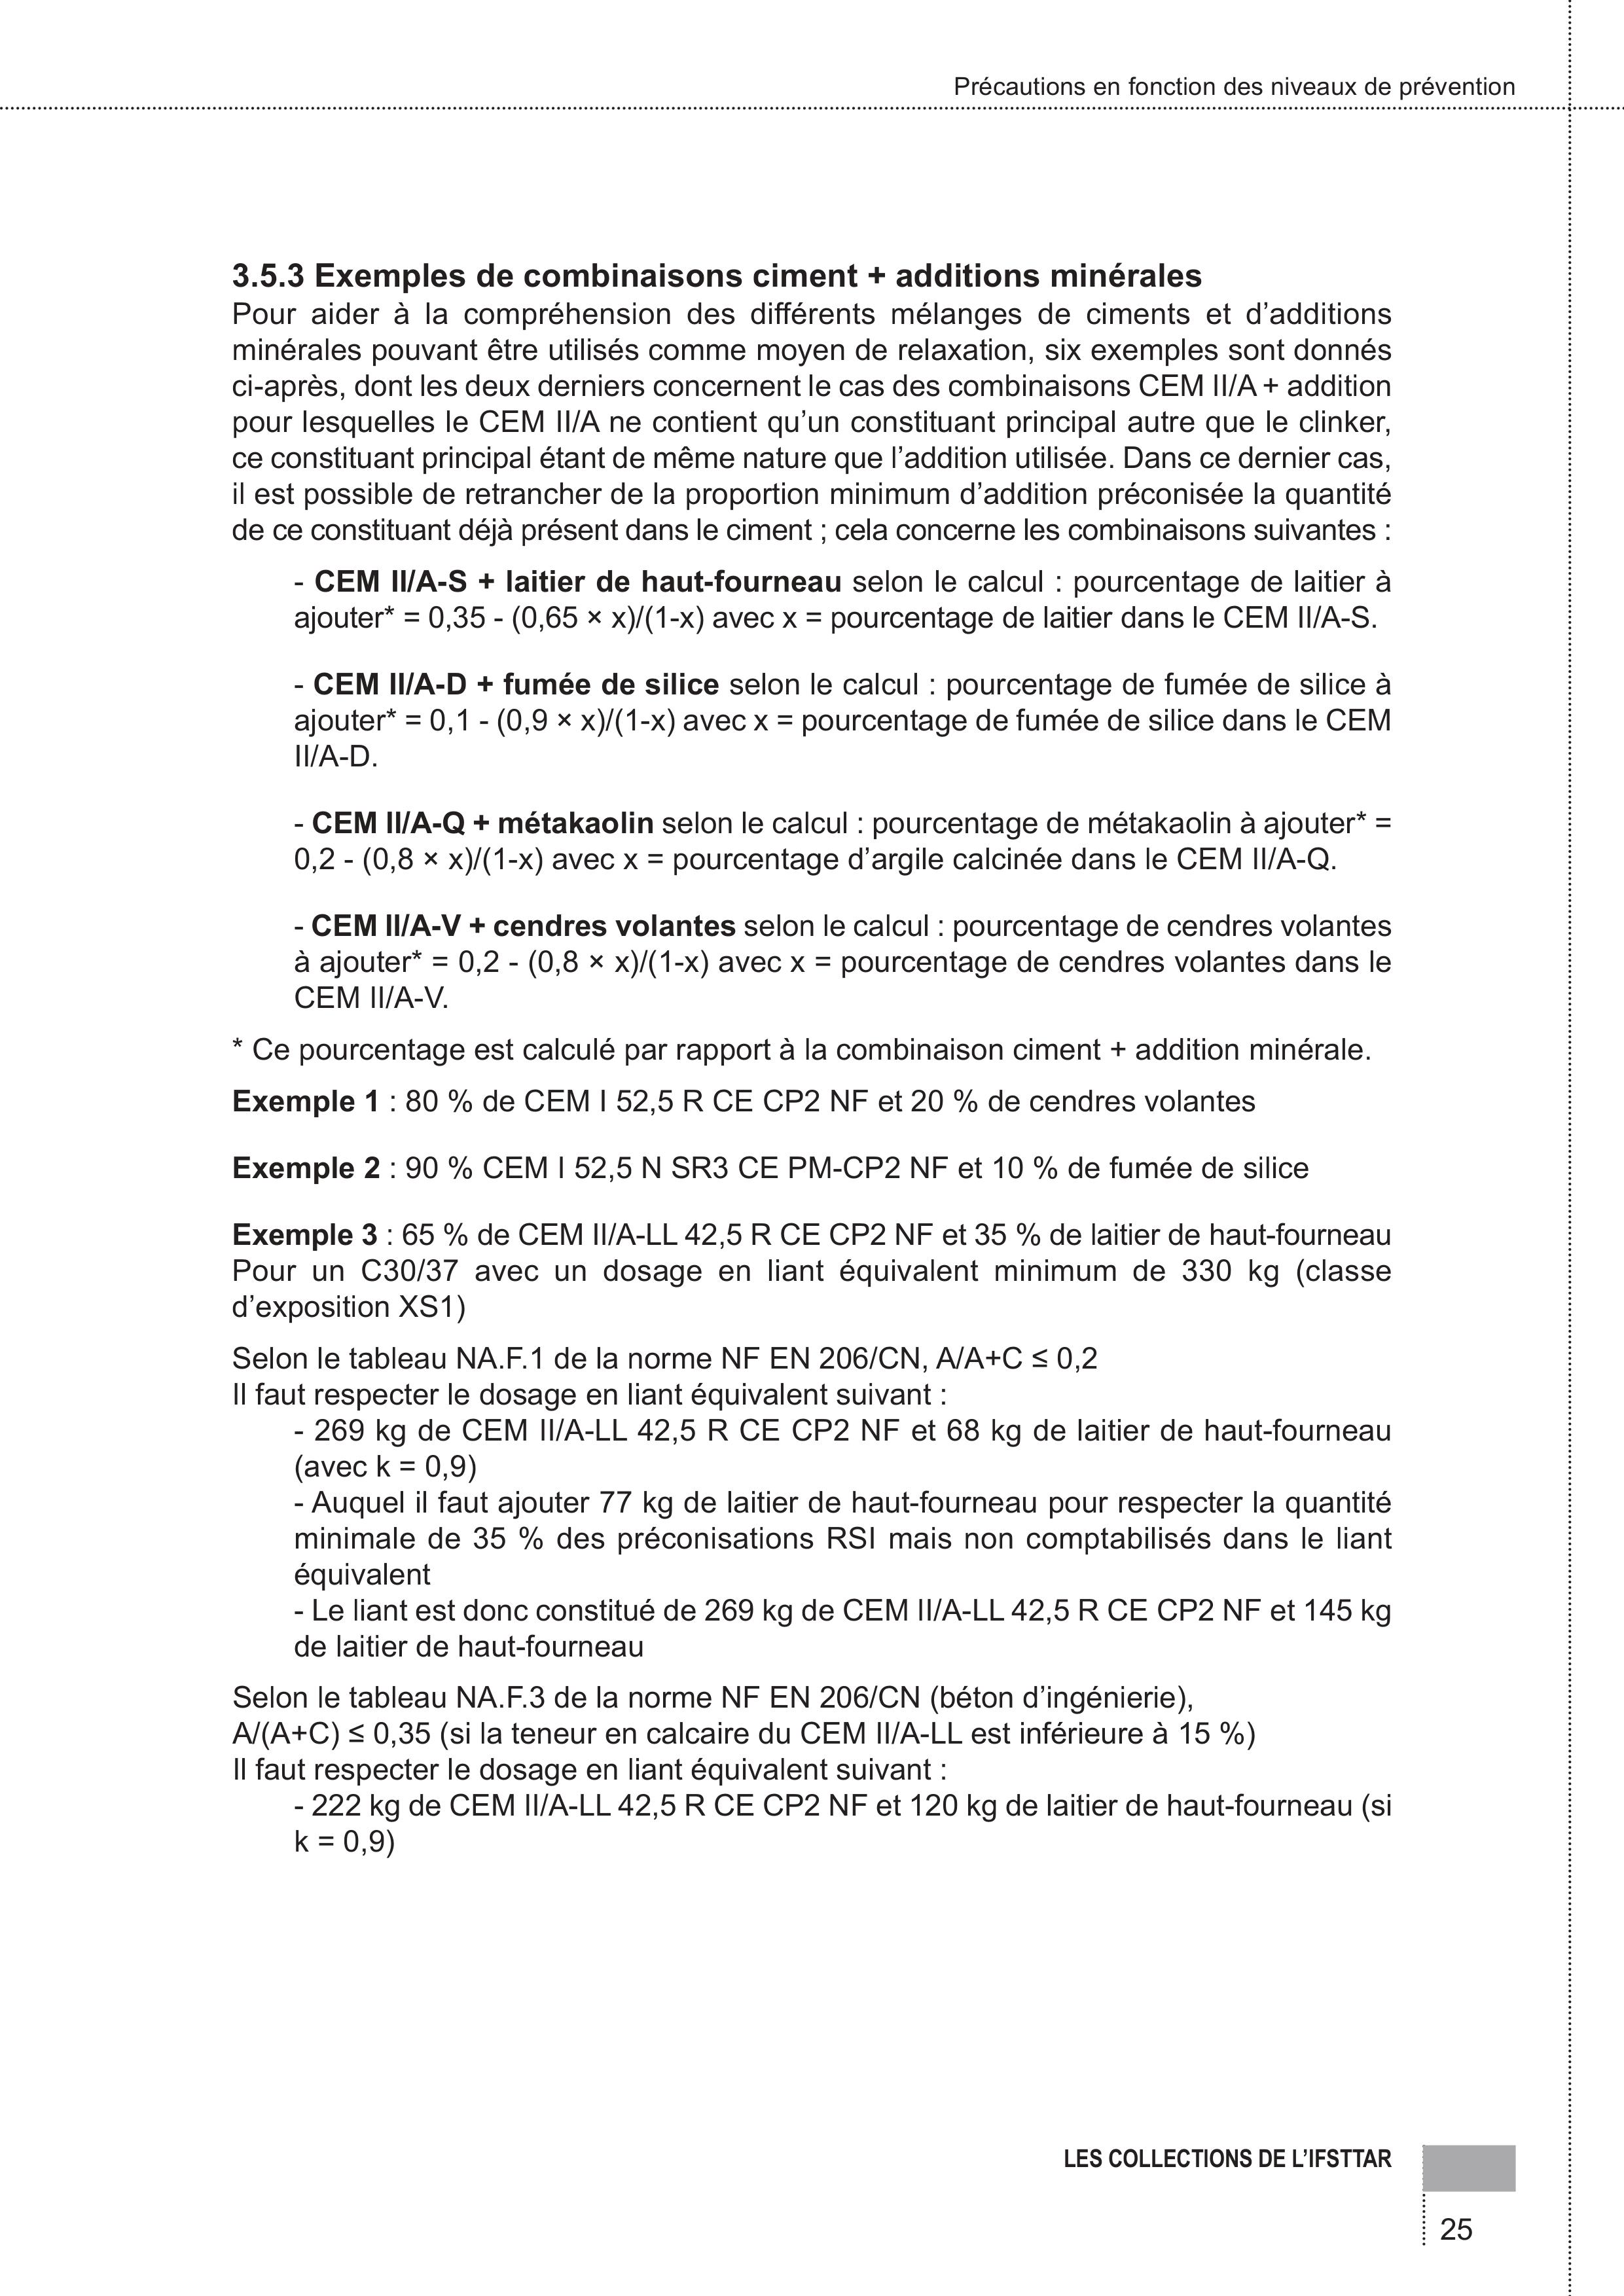 Précautions en fonction des niveaux de prévention
3.5.3 Exemples de combinaisons ciment + additions minérales
Pour aider à la compréhension des différents mélanges de ciments et d’additions
minérales pouvant être utilisés comme moyen de relaxation, six exemples sont donnés
ci-après, dont les deux derniers concernent le cas des combinaisons CEM II/A + addition
pour lesquelles le CEM II/A ne contient qu’un constituant principal autre que le clinker,
ce constituant principal étant de même nature que l’addition utilisée. Dans ce dernier cas,
il est possible de retrancher de la proportion minimum d’addition préconisée la quantité
de ce constituant déjà présent dans le ciment ; cela concerne les combinaisons suivantes :
- CEM II/A-S + laitier de haut-fourneau selon le calcul : pourcentage de laitier à
ajouter* = 0,35 - (0,65 × x)/(1-x) avec x = pourcentage de laitier dans le CEM II/A-S.
- CEM II/A-D + fumée de silice selon le calcul : pourcentage de fumée de silice à
ajouter* = 0,1 - (0,9 × x)/(1-x) avec x = pourcentage de fumée de silice dans le CEM
II/A-D.
- CEM II/A-Q + métakaolin selon le calcul : pourcentage de métakaolin à ajouter* =
0,2 - (0,8 × x)/(1-x) avec x = pourcentage d’argile calcinée dans le CEM II/A-Q.
- CEM II/A-V + cendres volantes selon le calcul : pourcentage de cendres volantes
à ajouter* = 0,2 - (0,8 × x)/(1-x) avec x = pourcentage de cendres volantes dans le
CEM II/A-V.
* Ce pourcentage est calculé par rapport à la combinaison ciment + addition minérale.
Exemple 1 : 80 % de CEM I 52,5 R CE CP2 NF et 20 % de cendres volantes
Exemple 2 : 90 % CEM I 52,5 N SR3 CE PM-CP2 NF et 10 % de fumée de silice
Exemple 3 : 65 % de CEM II/A-LL 42,5 R CE CP2 NF et 35 % de laitier de haut-fourneau
Pour un C30/37 avec un dosage en liant équivalent minimum de 330 kg (classe
d’exposition XS1)
Selon le tableau NA.F.1 de la norme NF EN 206/CN, A/A+C ≤ 0,2
Il faut respecter le dosage en liant équivalent suivant :
- 269 kg de CEM II/A-LL 42,5 R CE CP2 NF et 68 kg de laitier de haut-fourneau
(avec k = 0,9)
- Auquel il faut ajouter 77 kg de laitier de haut-fourneau pour respecter la quantité
minimale de 35 % des préconisations RSI mais non comptabilisés dans le liant
équivalent
- Le liant est donc constitué de 269 kg de CEM II/A-LL 42,5 R CE CP2 NF et 145 kg
de laitier de haut-fourneau
Selon le tableau NA.F.3 de la norme NF EN 206/CN (béton d’ingénierie),
A/(A+C) ≤ 0,35 (si la teneur en calcaire du CEM II/A-LL est inférieure à 15 %)
Il faut respecter le dosage en liant équivalent suivant :
- 222 kg de CEM II/A-LL 42,5 R CE CP2 NF et 120 kg de laitier de haut-fourneau (si
k = 0,9)
LES COLLECTIONS DE L’IFSTTAR
25